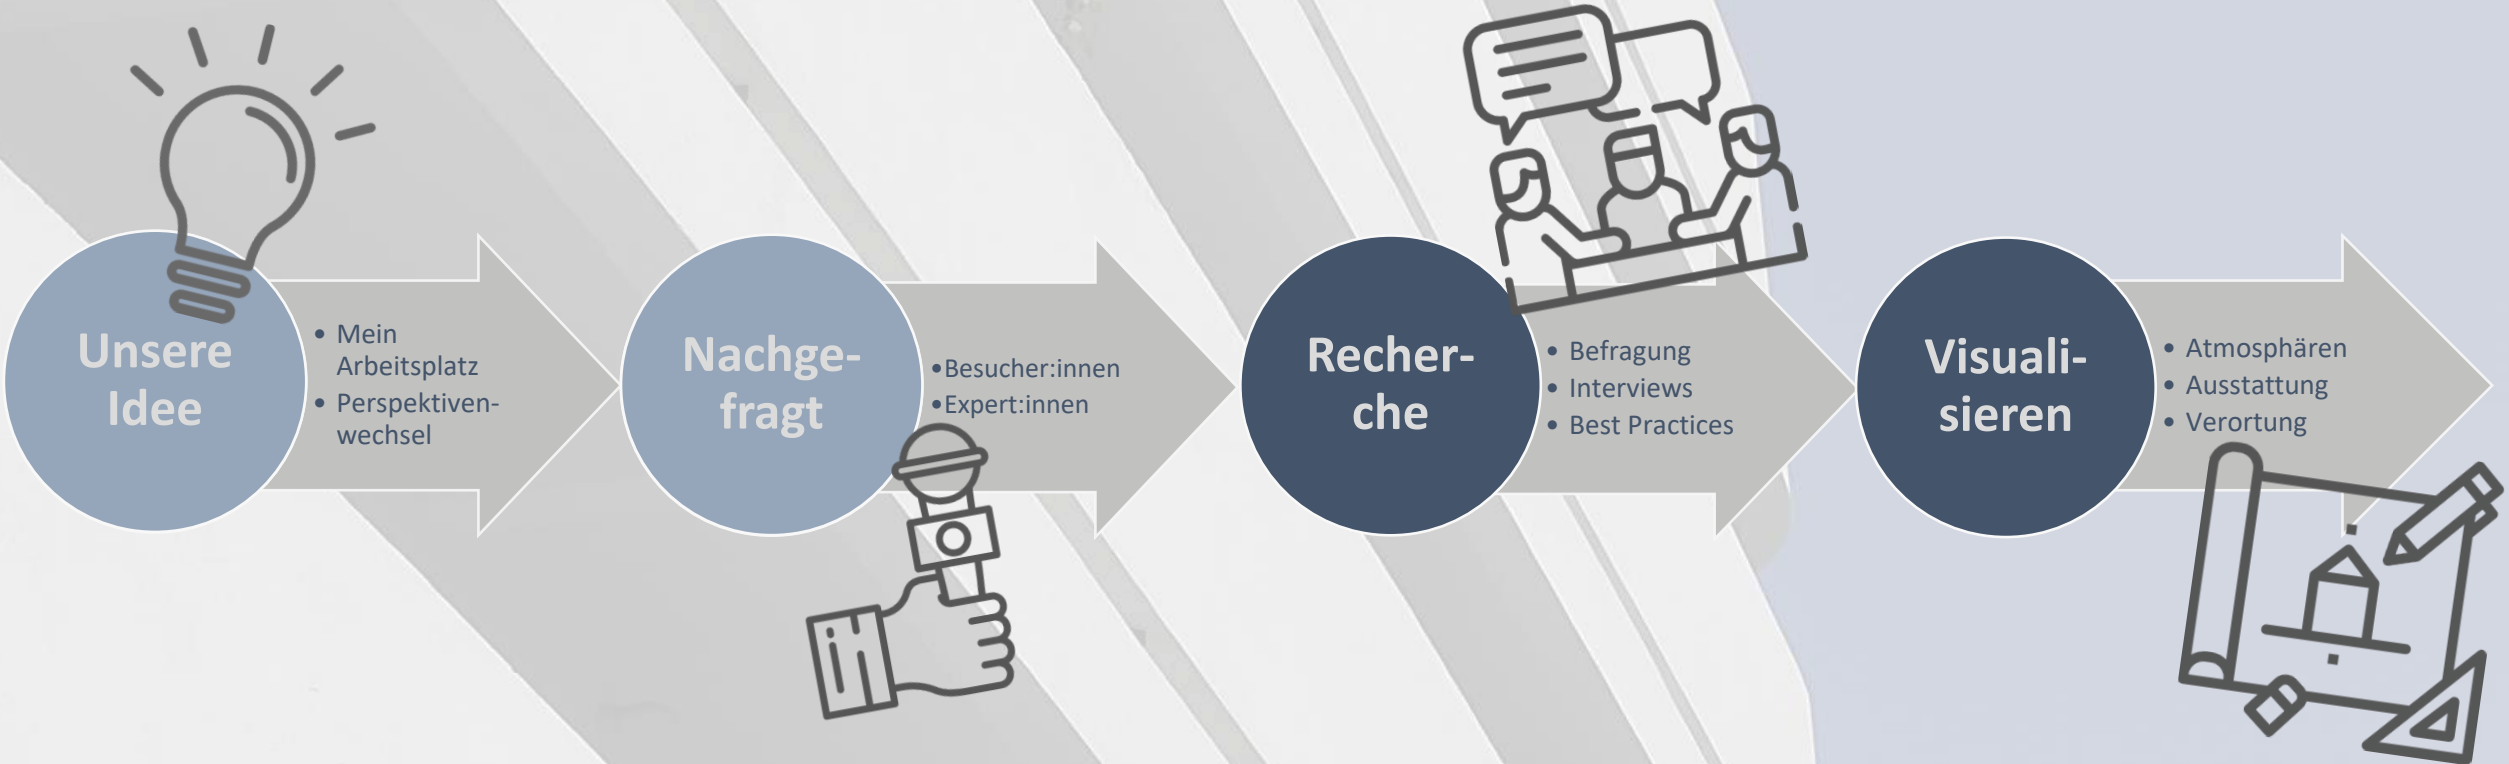 Unsere
Idee
• Mein
Arbeitsplatz
• Perspektiven-
wechsel
Nachge-
fragt
• Besucher:innen
• Expert:innen
Recher-
che
• Befragung
• Interviews
• Best Practices
Visuali-
sieren
• Atmosphären
• Ausstattung
• Verortung